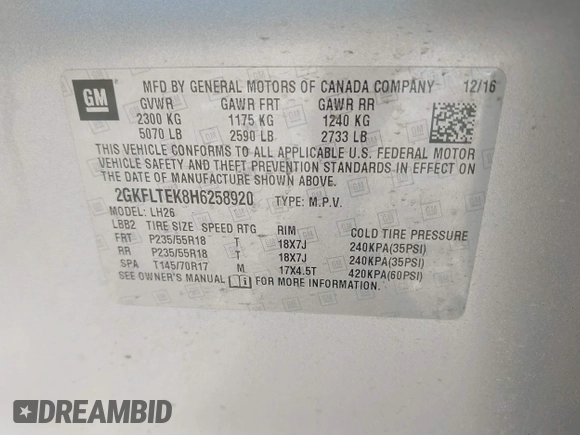 GM
MFD BY GENERAL MOTORS OF CANADA COMPANY 12/16
GVWR GAWR FRT GAWR RR
2300 KG 1175 KG 1240 KG
5070 LB 2590 LB 2733 LB
THIS VEHICLE CONFORMS TO ALL APPLICABLE U.S. FEDERAL MOTOR
VEHICLE SAFETY AND THEFT PREVENTION STANDARDS IN EFFECT ON
THE DATE OF MANUFACTURE SHOWN ABOVE.
2GKFLTEK8H6258920 TYPE: M.P.V.
MODEL: LH26
LBB2 TIRE SIZE SPEED RTG RIM COLD TIRE PRESSURE
FRT P235/55R18 T 18X7J 240KPA(35PSI)
RR P235/55R18 T 18X7J 240KPA(35PSI)
SPA T145/70R17 M 17X4.5T 420KPA(60PSI)
SEE OWNER'S MANUAL FOR MORE INFORMATION.
DREAMBID